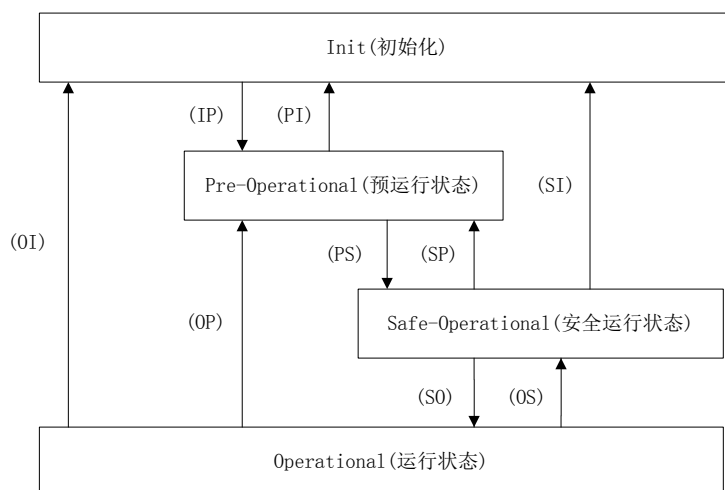 Init(初始化)
(IP)
(PI)
Pre-Operational(预运行状态)
(SI)
(OI)
(PS)
(SP)
(OP)
Safe-Operational(安全运行状态)
(SO)
(OS)
Operational(运行状态)